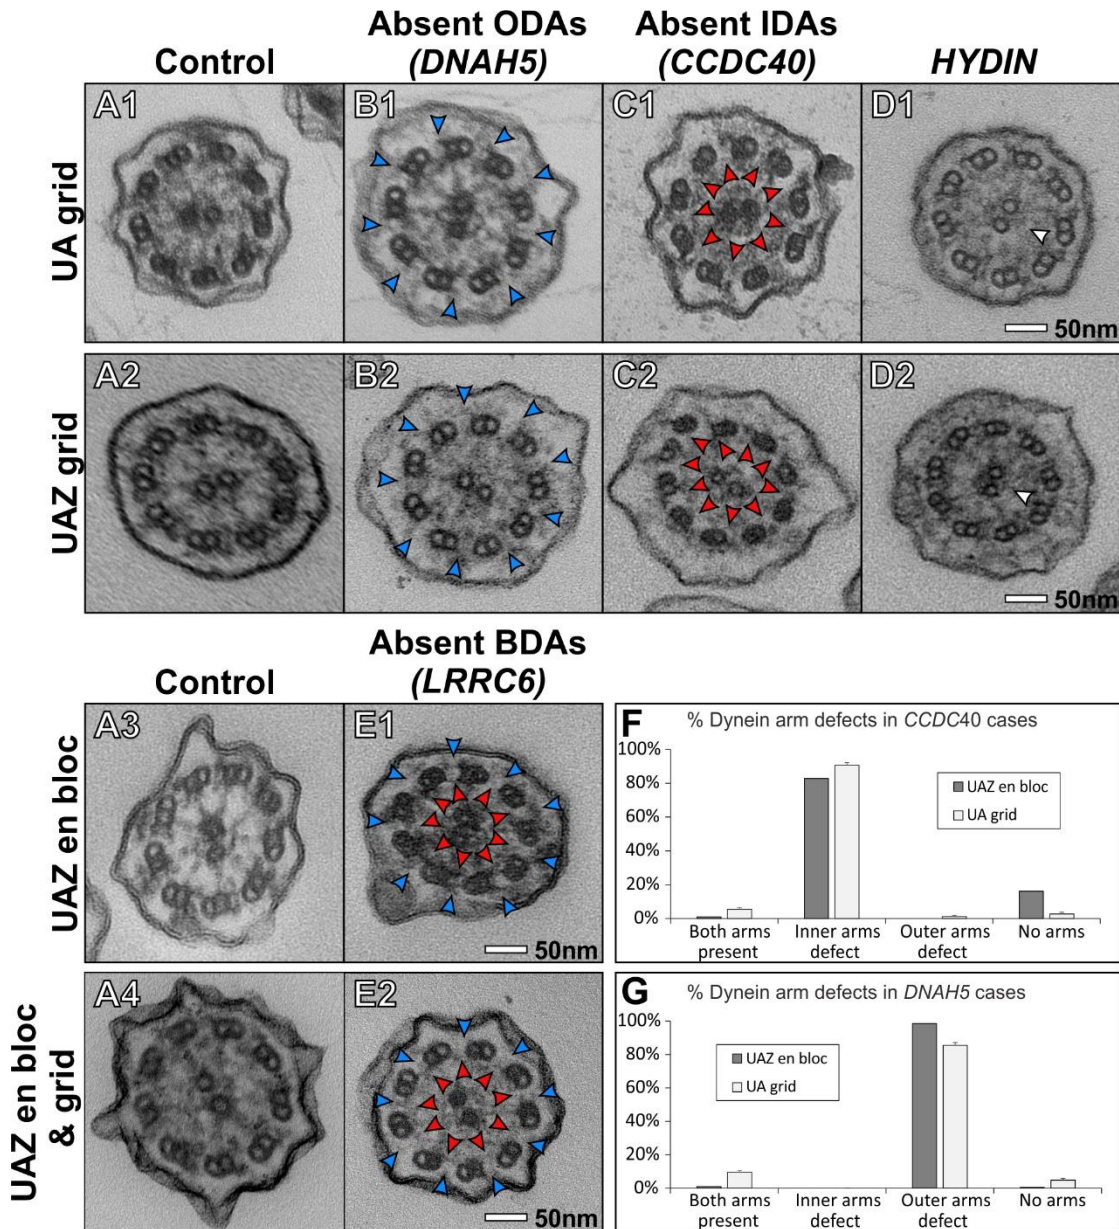 Control
Absent ODAs
(DNAH5)
Absent IDAs
(CCDC40)
HYDIN
UA grid
A1
B1
C1
D1
50nm
UAZ grid
A2
B2
C2
D2
50nm
Control
Absent BDAs
(LRRC6)
UAZ en bloc
A3
E1
50nm
UAZ en bloc
& grid
A4
E2
50nm
F
% Dynein arm defects in CCDC40 cases
100%
80%
60%
40%
20%
0%
UAZ en bloc
UA grid
Both arms
present
Inner arms
defect
Outer arms
defect
No arms
G
% Dynein arm defects in DNAH5 cases
100%
80%
60%
40%
20%
0%
UAZ en bloc
UA grid
Both arms
present
Inner arms
defect
Outer arms
defect
No arms